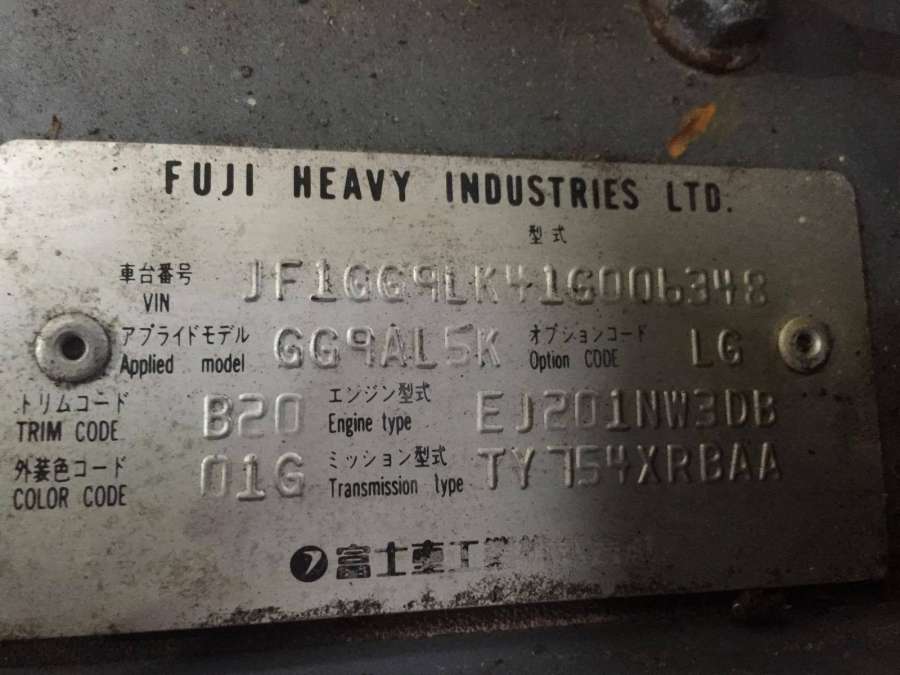 FUJI HEAVY INDUSTRIES LTD.
型式
車台番号
VIN JF1GG9LK41G006348
アプライドモデル オプションコード
Applied model GG9AL5K Option CODE LG
トリムコード エンジン型式
TRIM CODE B20 Engine type EJ201NW3DB
外装色コード ミッション型式
COLOR CODE 01G Transmission type TY754XRBAA
富士重工業